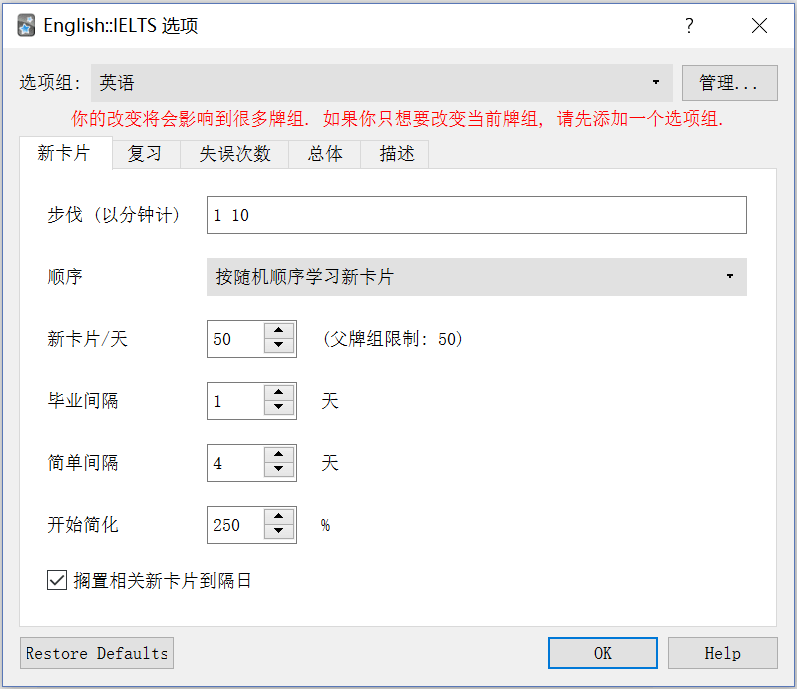 English::IELTS 选项
选项组： 英语 管理...
你的改变将会影响到很多牌组. 如果你只想要改变当前牌组, 请先添加一个选项组.
新卡片 复习 失误次数 总体 描述
步伐 (以分钟计) 1 10
顺序 按随机顺序学习新卡片
新卡片/天 50 (父牌组限制: 50)
毕业间隔 1 天
简单间隔 4 天
开始简化 250 %
搁置相关新卡片到隔日
Restore Defaults OK Help